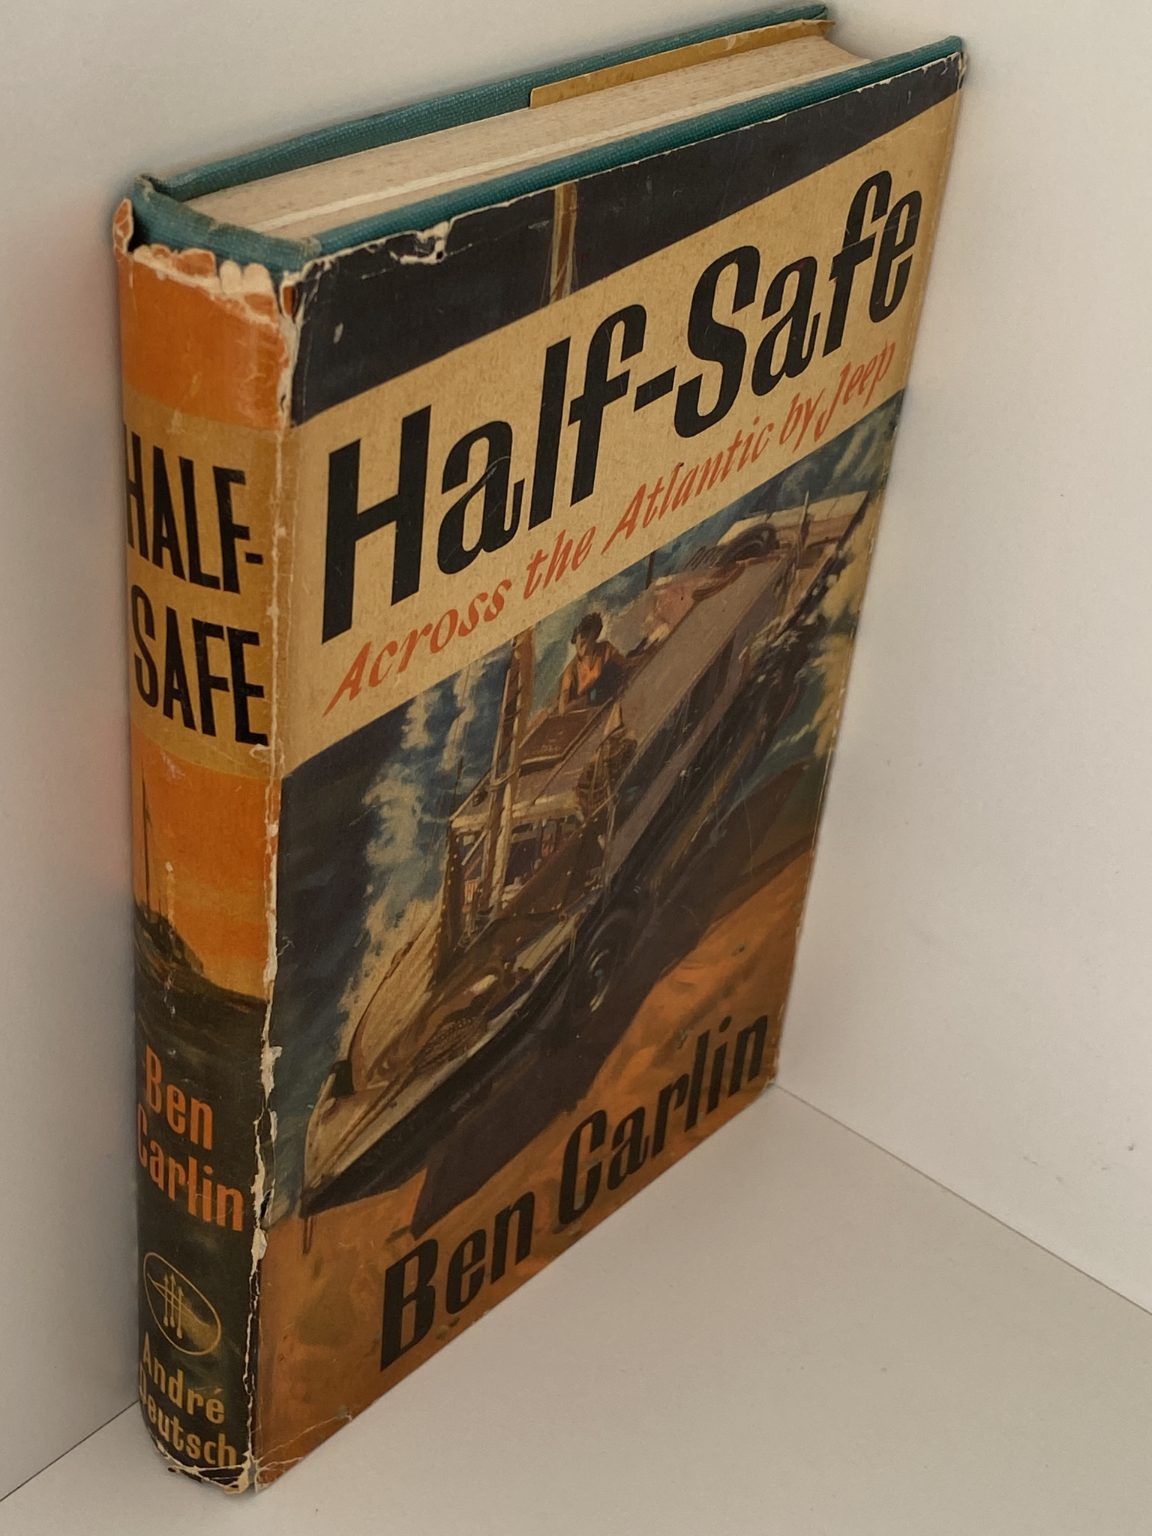 Half-Safe
Across the Atlantic by Jeep
Ben Carlin
HALF-
SAFE
Ben
Carlin
André
Deutsch